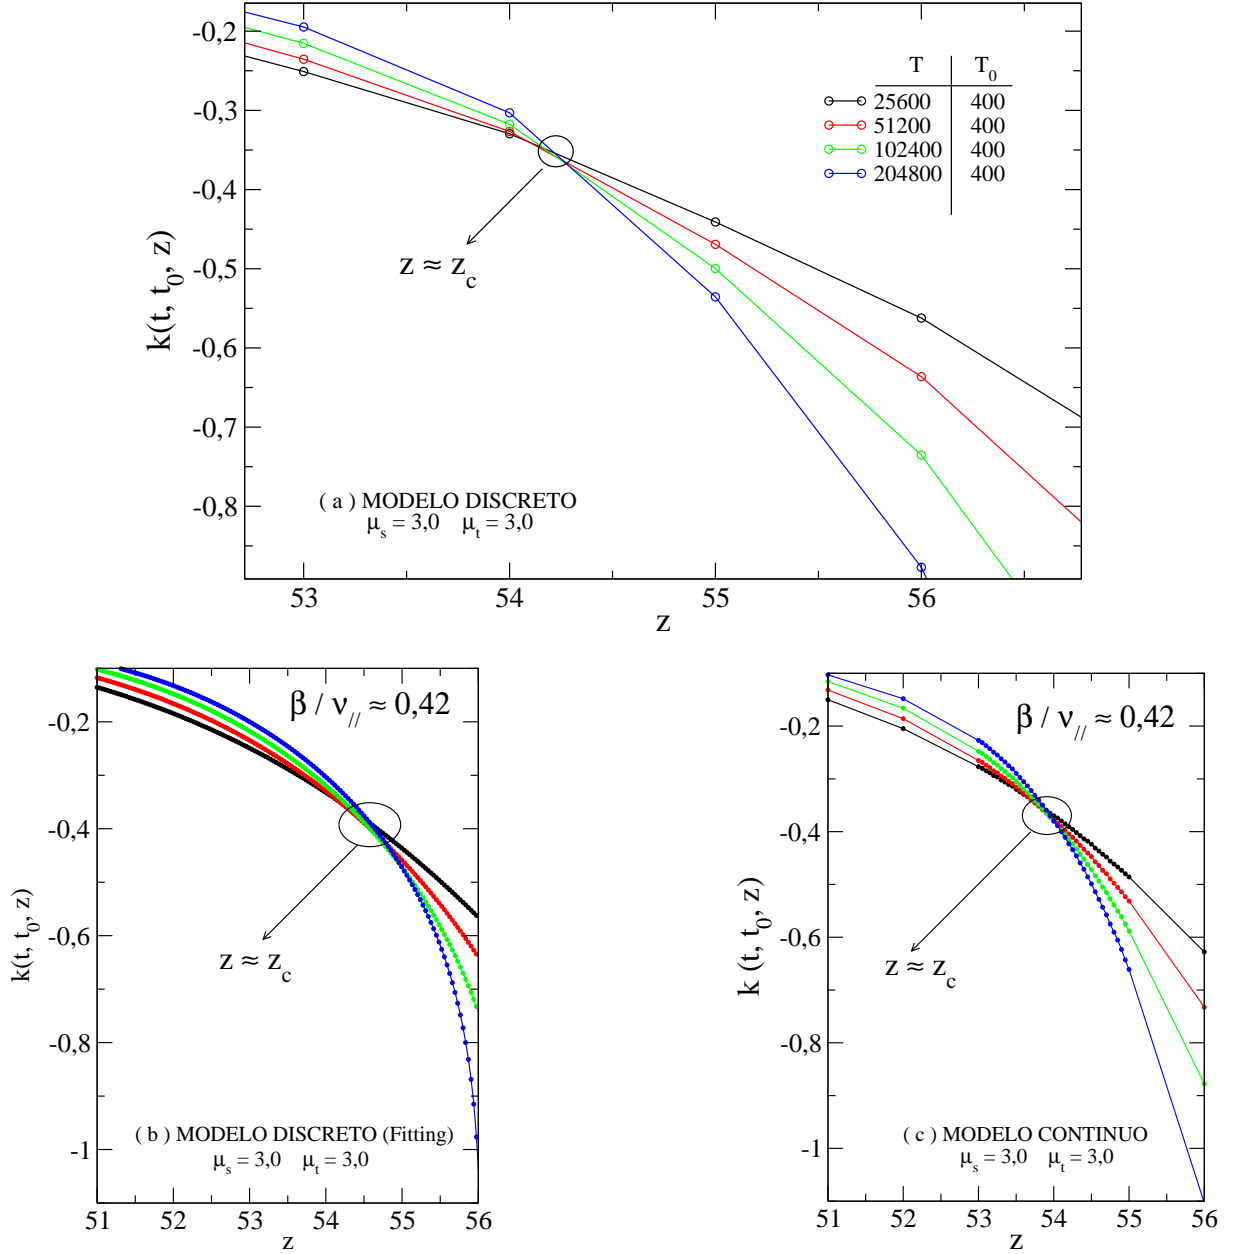 -0,2
-0,3
-0,4
-0,5
-0,6
-0,7
-0,8
k(t, t0, z)
T T0
25600 400
51200 400
102400 400
204800 400
z ≈ zc
( a ) MODELO DISCRETO
μs = 3,0 μt = 3,0
53 54 55 56
z
-0,2
-0,4
-0,6
-0,8
-1
k(t, t0, z)
β / ν// ≈ 0,42
z ≈ zc
( b ) MODELO DISCRETO (Fitting)
μs = 3,0 μt = 3,0
51 52 53 54 55 56
z
-0,2
-0,4
-0,6
-0,8
-1
k (t, t0, z)
β / ν// ≈ 0,42
z ≈ zc
( c ) MODELO CONTINUO
μs = 3,0 μt = 3,0
51 52 53 54 55 56
z